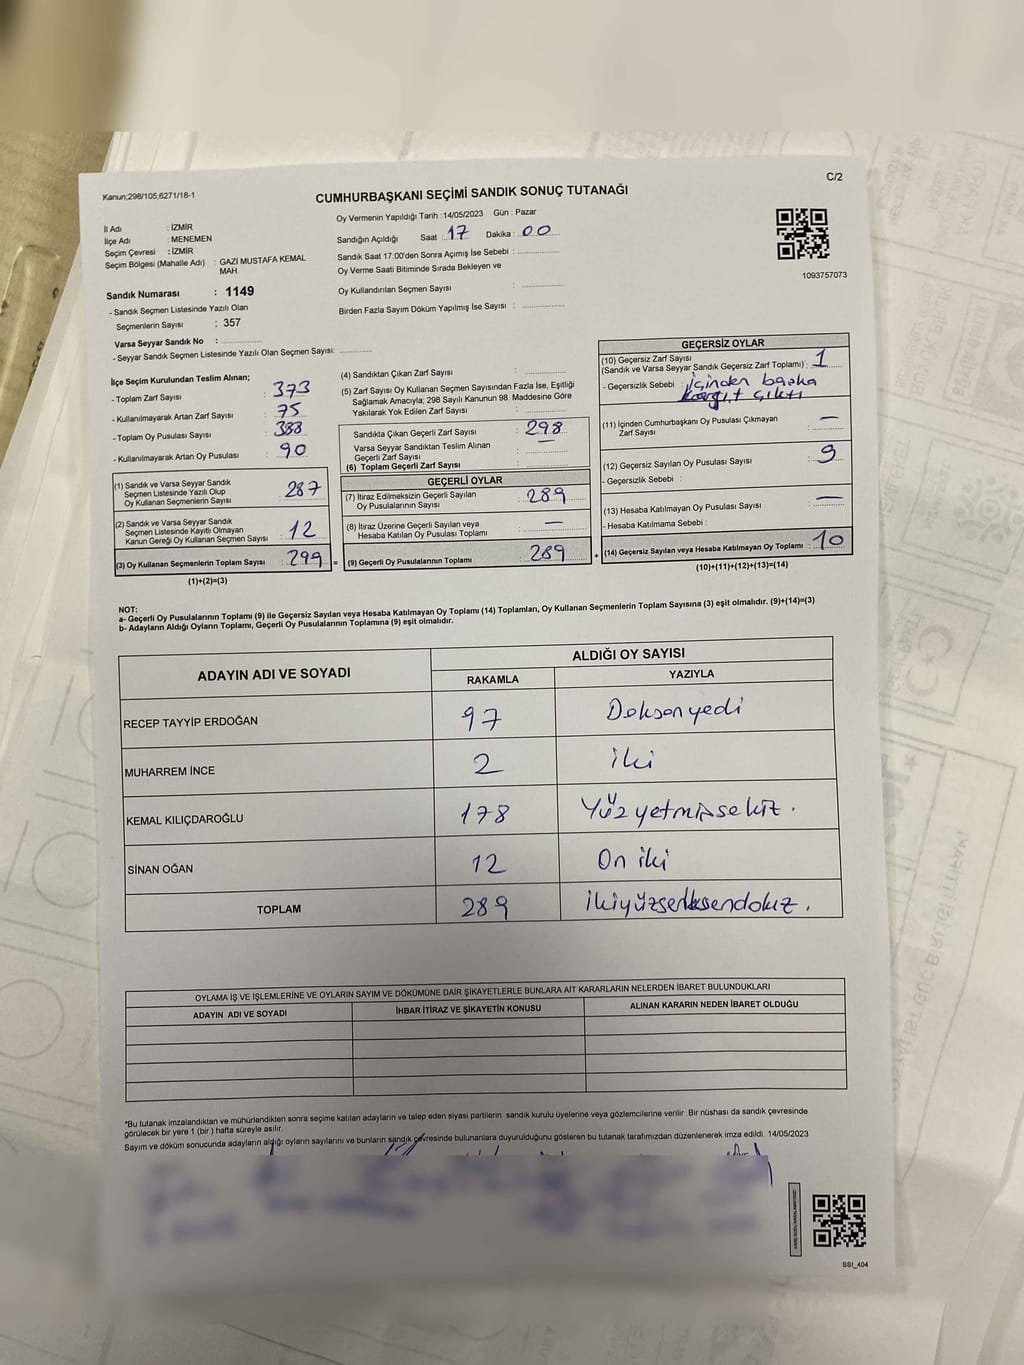 Kanun;298/105,6271/18-1
C/2
CUMHURBAŞKANI SEÇİMİ SANDIK SONUÇ TUTANAĞI
İl Adı : İZMİR
İlçe Adı : MENEMEN
Seçim Çevresi : İZMİR
Seçim Bölgesi (Mahalle Adı) : GAZİ MUSTAFA KEMAL
MAH.
Sandık Numarası : 1149
- Sandık Seçmen Listesinde Yazılı Olan
Seçmenlerin Sayısı : 357
Varsa Seyyar Sandık No :
- Seyyar Sandık Seçmen Listesinde Yazılı Olan Seçmen Sayısı:
Oy Vermenin Yapıldığı Tarih : 14/05/2023 Gün : Pazar
Sandığın Açıldığı Saat : 17 Dakika : 00
Sandık Saat 17:00'den Sonra Açımış İse Sebebi :
Oy Verme Saati Bitiminde Sırada Bekleyen ve
Oy Kullandırılan Seçmen Sayısı :
Birden Fazla Sayım Döküm Yapılmış İse Sayısı :
1093757073
İlçe Seçim Kurulundan Teslim Alınan;
- Toplam Zarf Sayısı : 373
- Kullanılmayarak Artan Zarf Sayısı : 75
- Toplam Oy Pusulası Sayısı : 388
- Kullanılmayarak Artan Oy Pusulası : 90
(1) Sandık ve Varsa Seyyar Sandık
Seçmen Listesinde Yazılı Olup
Oy Kullanan Seçmenlerin Sayısı : 287
(2) Sandık ve Varsa Seyyar Sandık
Seçmen Listesinde Kayıtlı Olmayan
Kanun Gereği Oy Kullanan Seçmen Sayısı : 12
(3) Oy Kullanan Seçmenlerin Toplam Sayısı : 299
(1)+(2)=(3)
(4) Sandıktan Çıkan Zarf Sayısı :
(5) Zarf Sayısı Oy Kullanan Seçmen Sayısından Fazla İse, Eşitliği
Sağlamak Amacıyla; 298 Sayılı Kanunun 98. Maddesine Göre
Yakılarak Yok Edilen Zarf Sayısı :
Sandıkta Çıkan Geçerli Zarf Sayısı : 298
Varsa Seyyar Sandıktan Teslim Alınan
Geçerli Zarf Sayısı : —
(6) Toplam Geçerli Zarf Sayısı :
GEÇERLİ OYLAR
(7) İtiraz Edilmeksizin Geçerli Sayılan
Oy Pusulasının Sayısı : 289
(8) İtiraz Üzerine Geçerli Sayılan veya
Hesaba Katılan Oy Pusulası Toplamı : —
(9) Geçerli Oy Pusulalarının Toplamı : 289
GEÇERSİZ OYLAR
(10) Geçersiz Zarf Sayısı
(Sandık ve Varsa Seyyar Sandık Geçersiz Zarf Toplamı) : 1
- Geçersizlik Sebebi : İçinden başka
kağıt çıktı
(11) İçinden Cumhurbaşkanı Oy Pusulası Çıkmayan
Zarf Sayısı : —
(12) Geçersiz Sayılan Oy Pusulası Sayısı : 9
- Geçersizlik Sebebi :
(13) Hesaba Katılmayan Oy Pusulası Sayısı : —
- Hesaba Katılmama Sebebi :
(14) Geçersiz Sayılan veya Hesaba Katılmayan Oy Toplamı : 10
(10)+(11)+(12)+(13)=(14)
NOT:
a- Geçerli Oy Pusulalarının Toplamı (9) ile Geçersiz Sayılan veya Hesaba Katılmayan Oy Toplamı (14) Toplamları, Oy Kullanan Seçmenlerin Toplam Sayısına (3) eşit olmalıdır. (9)+(14)=(3)
b- Adayların Aldığı Oyların Toplamı, Geçerli Oy Pusulalarının Toplamına (9) eşit olmalıdır.
ADAYIN ADI VE SOYADI
ALDIĞI OY SAYISI
RAKAMLA YAZIYLA
RECEP TAYYİP ERDOĞAN 97 Doksanyedi
MUHARREM İNCE 2 iki
KEMAL KILIÇDAROĞLU 178 Yüzyetmişsekiz.
SİNAN OĞAN 12 On iki
TOPLAM 289 ikiyüzseksendokuz.
OYLAMA İŞ VE İŞLEMLERİNE VE OYLARIN SAYIM VE DÖKÜMÜNE DAİR ŞİKAYETLERLE BUNLARA AİT KARARLARIN NELERDEN İBARET BULUNDUKLARI
ADAYIN ADI VE SOYADI İHBAR İTİRAZ VE ŞİKAYETİN KONUSU ALINAN KARARIN NEDEN İBARET OLDUĞU
*Bu tutanak imzalandıktan ve mühürlendikten sonra seçime katılan adayların ve talep eden siyasi partilerin sandık kurulu üyelerine veya gözlemcilerine verilir. Bir nüshası da sandık çevresinde
görülecek bir yere 1 (bir) hafta süreyle asılır.
Sayım ve döküm sonucunda adayların aldığı oyların sayılarını ve bunların sandık çevresinde bulunanlara duyurulduğunu gösteren bu tutanak tarafımızdan düzenlenerek imza edildi. 14/05/2023
SSI_404